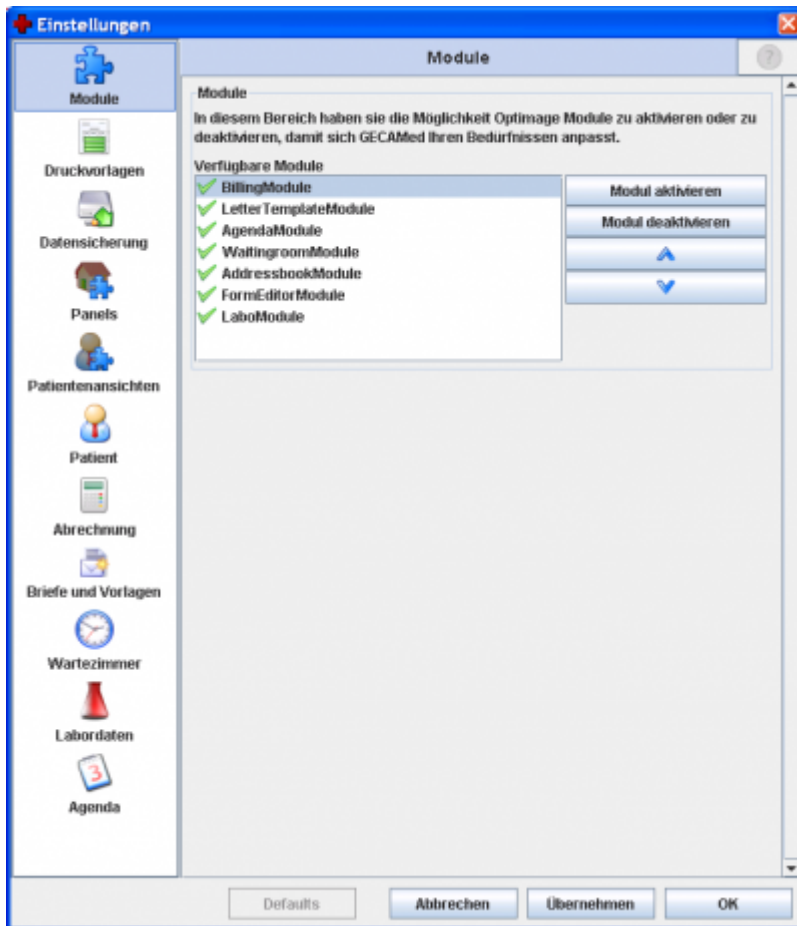 Einstellungen
Module
Druckvorlagen
Datensicherung
Panels
Patientenansichten
Patient
Abrechnung
Briefe und Vorlagen
Wartezimmer
Labordaten
3
Agenda
Module
?
Module
In diesem Bereich haben sie die Möglichkeit Optimage Module zu aktivieren oder zu
deaktivieren, damit sich GECAMed Ihren Bedürfnissen anpasst.
Verfügbare Module
BillingModule
LetterTemplateModule
AgendaModule
WaitingroomModule
AddressbookModule
FormEditorModule
LaboModule
Modul aktivieren
Modul deaktivieren
Defaults
Abbrechen
Übernehmen
OK